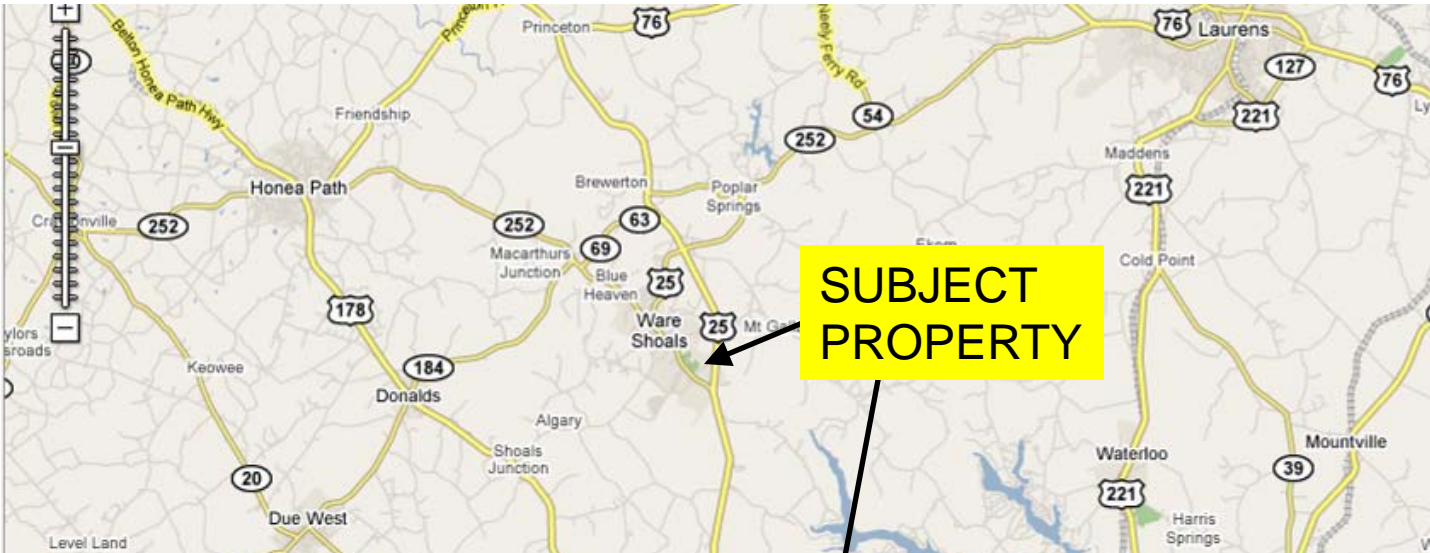 +
76
Princeton
76
Laurens
127
76
Belton Honea Path Hwy
Neely Ferry Rd
Friendship
54
221
252
Maddens
Honea Path
Brewerton
Poplar
Springs
221
252
252
63
69
Macarthurs
Junction
Blue
Heaven
25
Cold Point
SUBJECT
PROPERTY
178
Ware
Shoals
25
Keowee
184
Donalds
Algary
Shoals
Junction
Mountville
Waterloo
39
20
221
Due West
Harris
Springs
Level Land